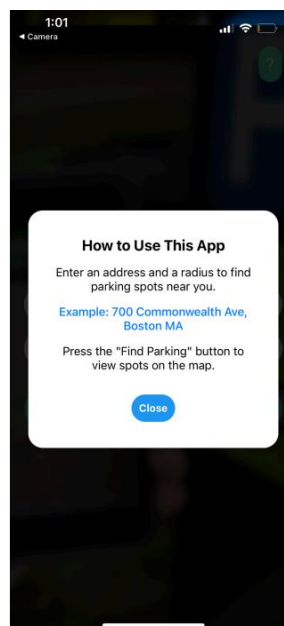 1:01
◀ Camera
?
How to Use This App
Enter an address and a radius to find
parking spots near you.
Example: 700 Commonwealth Ave,
Boston MA
Press the "Find Parking" button to
view spots on the map.
Close